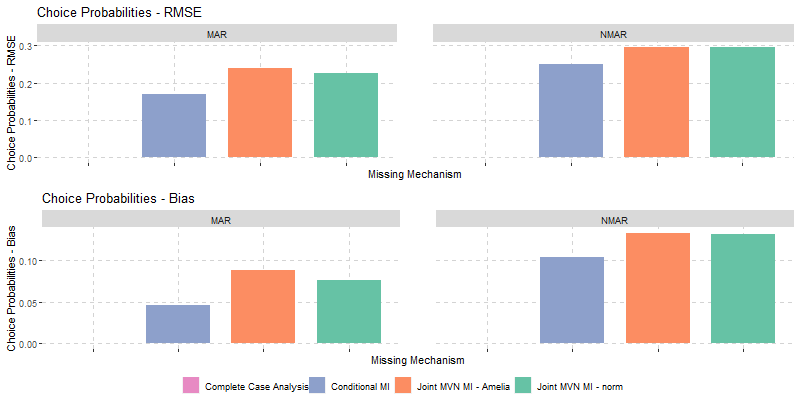 Choice Probabilities - RMSE
MAR
NMAR
Choice Probabilities - RMSE
0.3
0.2
0.1
0.0
Missing Mechanism
Choice Probabilities - Bias
MAR
NMAR
Choice Probabilities - Bias
0.10
0.05
0.00
Missing Mechanism
Complete Case Analysis
Conditional MI
Joint MVN MI - Amelia
Joint MVN MI - norm